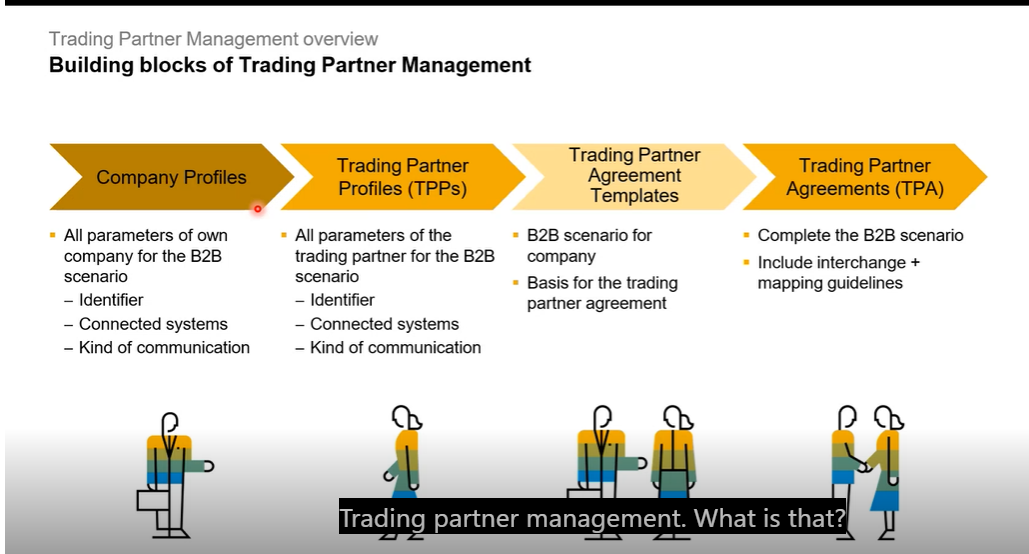 Trading Partner Management overview
Building blocks of Trading Partner Management
Company Profiles
Trading Partner
Profiles (TPPs)
Trading Partner
Agreement
Templates
Trading Partner
Agreements (TPA)
▪ All parameters of own
company for the B2B
scenario
– Identifier
– Connected systems
– Kind of communication
▪ All parameters of the
trading partner for the B2B
scenario
– Identifier
– Connected systems
– Kind of communication
▪ B2B scenario for
company
▪ Basis for the trading
partner agreement
▪ Complete the B2B scenario
▪ Include interchange +
mapping guidelines
Trading partner management. What is that?